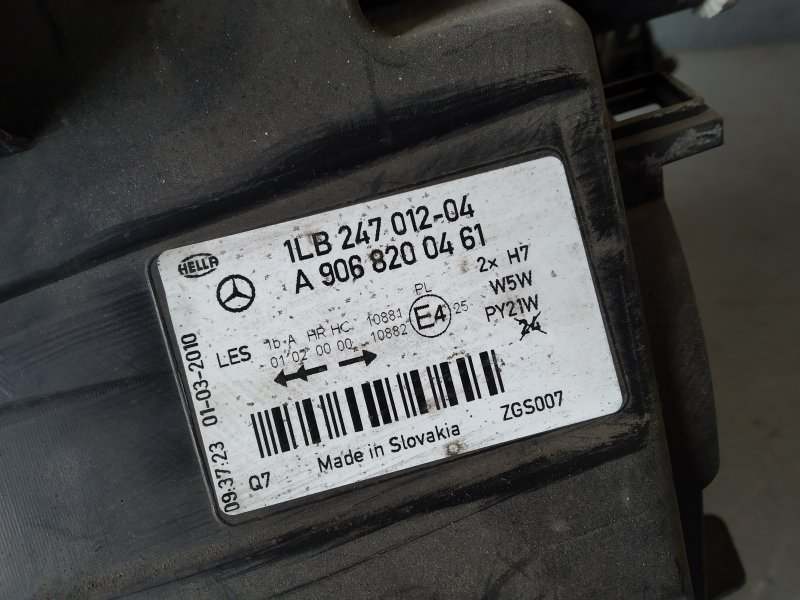 HELLA
1LB 247 012-04
A 906 820 04 61
2x H7
W5W
PY21W
24
LES
1b-A HR HC 10881
01 02 00 00 10882
PL
E4
25
09:37:23 01-03-2010
Q7
Made in Slovakia
ZGS007